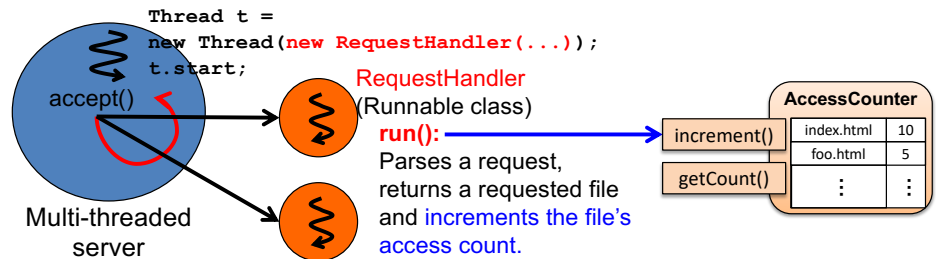 Thread t =
new Thread(new RequestHandler(...));
t.start;
accept()
Multi-threaded
server
RequestHandler
(Runnable class)
run():
Parses a request,
returns a requested file
and increments the file's
access count.
increment()
getCount()
AccessCounter
index.html 10
foo.html 5
⋮ ⋮